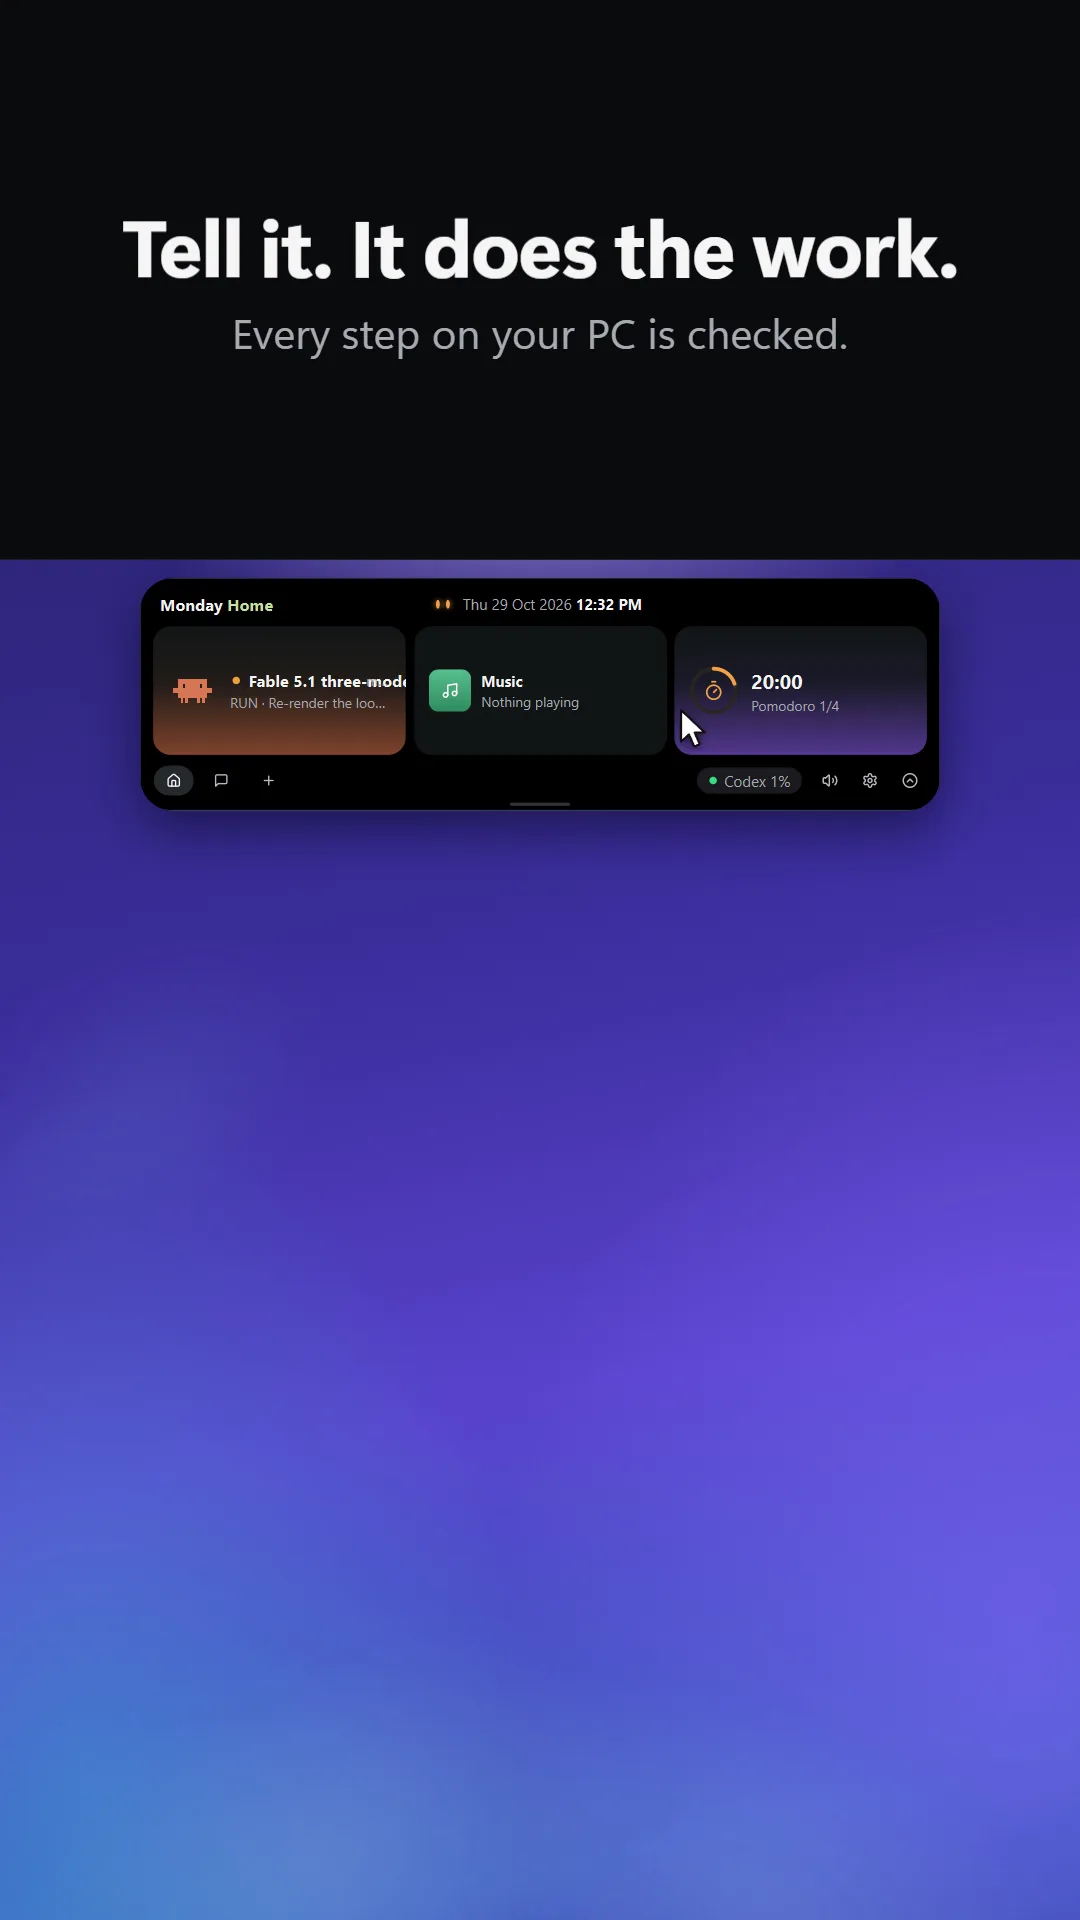 Tell it. It does the work.
Every step on your PC is checked.
Monday Home
Thu 29 Oct 2026 12:32 PM
Fable 5.1 three-mode
RUN · Re-render the loo...
Music
Nothing playing
20:00
Pomodoro 1/4
Codex 1%